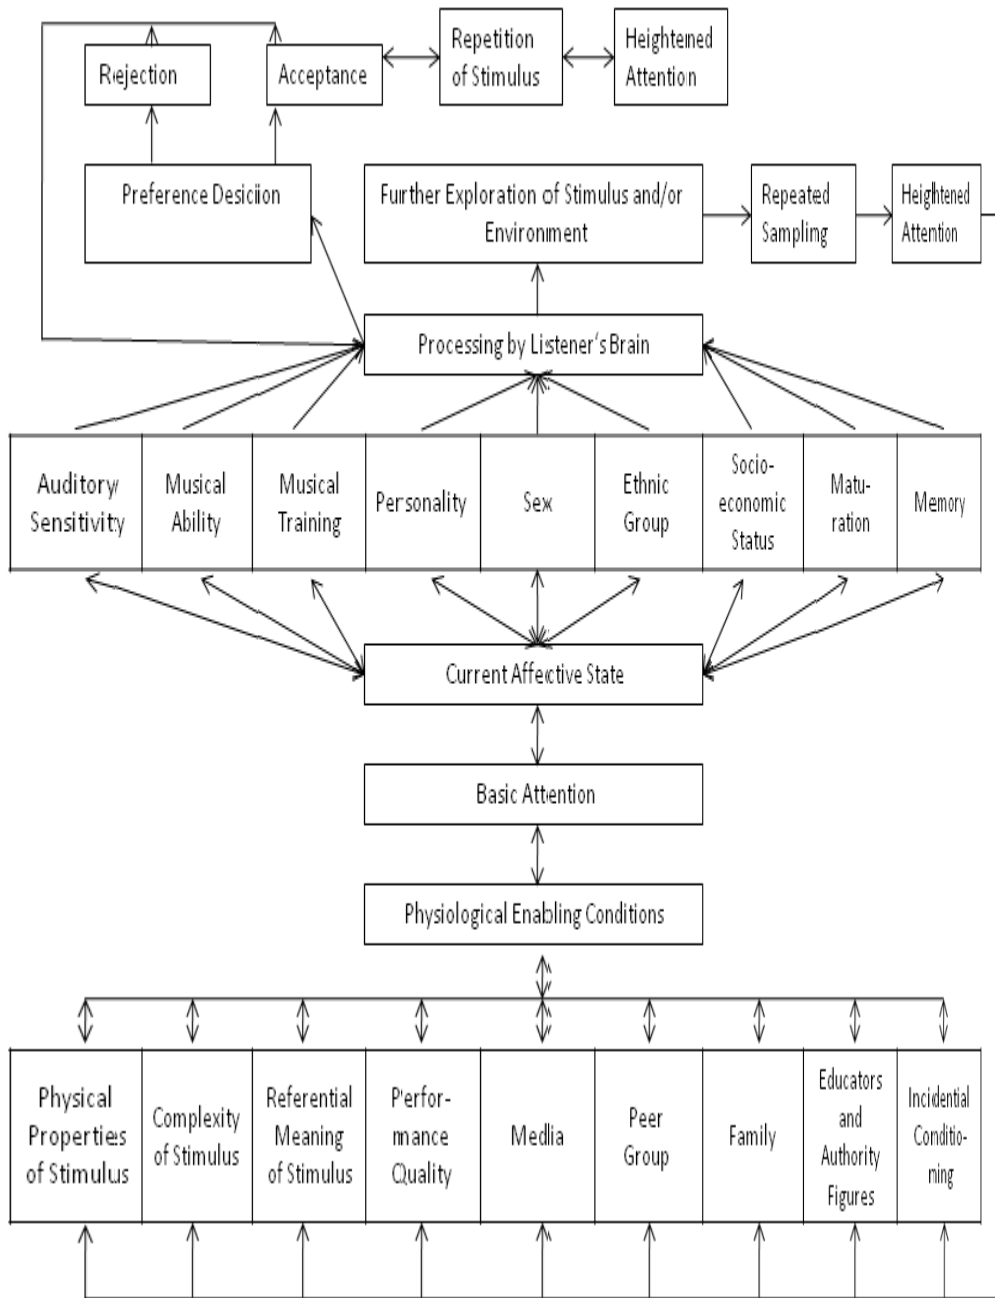 Rejection
Acceptance
Repetition
of Stimulus
Heightened
Attention
Preference Desiciion
Further Exploration of Stimulus and/or
Environment
Repeated
Sampling
Heightened
Attention
Processing by Listener's Brain
Auditory
Sensitivity
Musical
Ability
Musical
Training
Personality
Sex
Ethnic
Group
Socio-
economic
Status
Matu-
ration
Memory
Current Affective State
Basic Attention
Physiological Enabling Conditions
Physical
Properties
of Stimulus
Complexity
of Stimulus
Referential
Meaning
of Stimulus
Perfor-
mance
Quality
Media
Peer
Group
Family
Educators
and
Authority
Figures
Incidential
Conditio-
ning